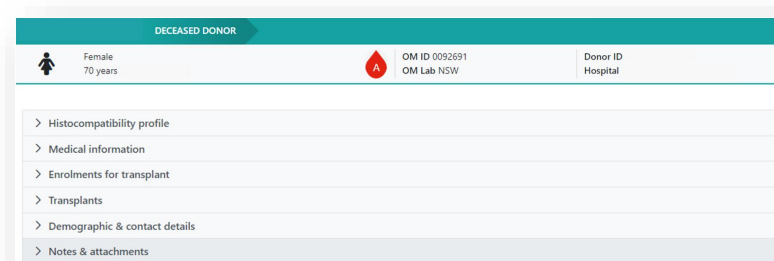 DECEASED DONOR
Female
70 years
A
OM ID 0092691
OM Lab NSW
Donor ID
Hospital
> Histocompatibility profile
> Medical information
> Enrolments for transplant
> Transplants
> Demographic & contact details
> Notes & attachments